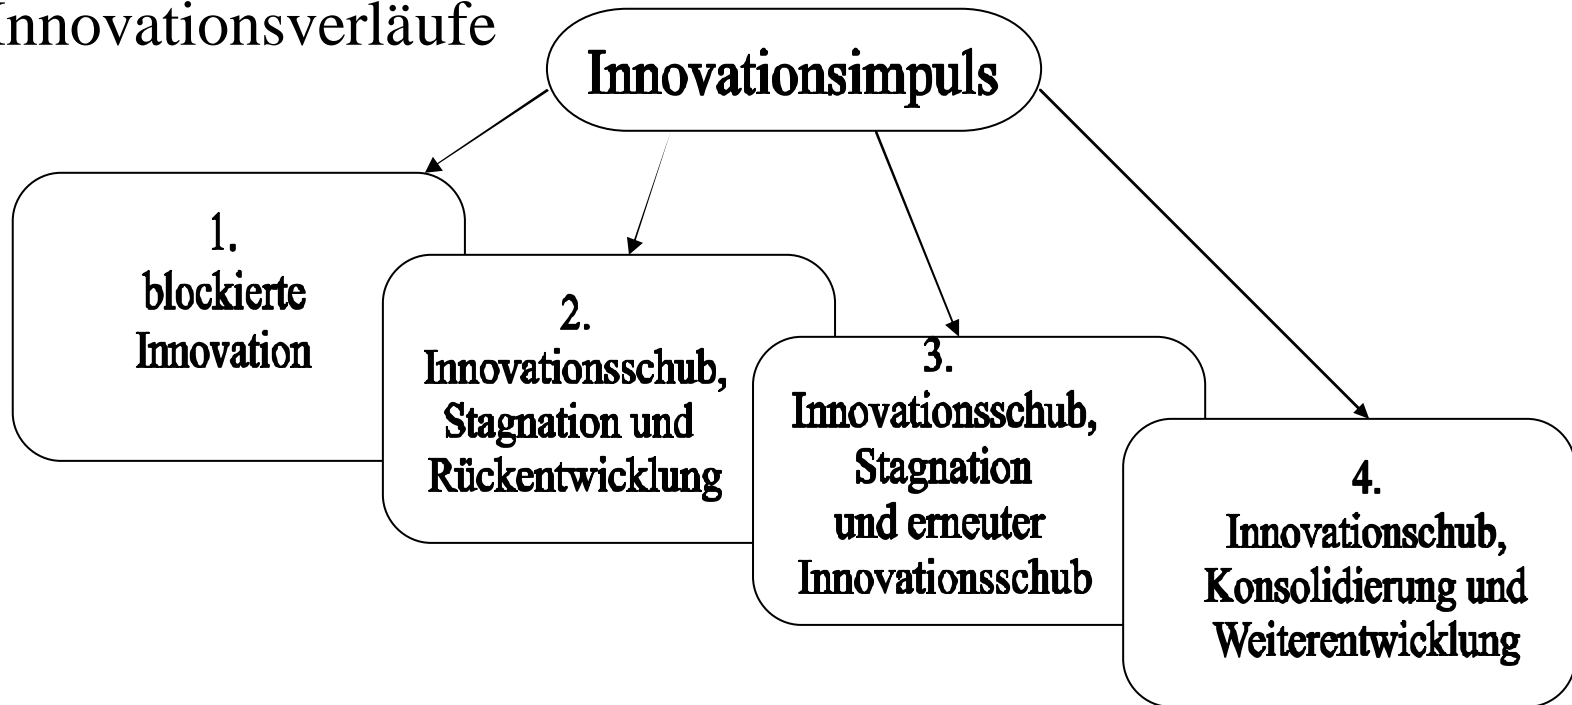 Innovationsverläufe
Innovationsimpuls
1.
blockierte
Innovation
2.
Innovationsschub,
Stagnation und
Rückentwicklung
3.
Innovationsschub,
Stagnation
und erneuter
Innovationsschub
4.
Innovationschub,
Konsolidierung und
Weiterentwicklung